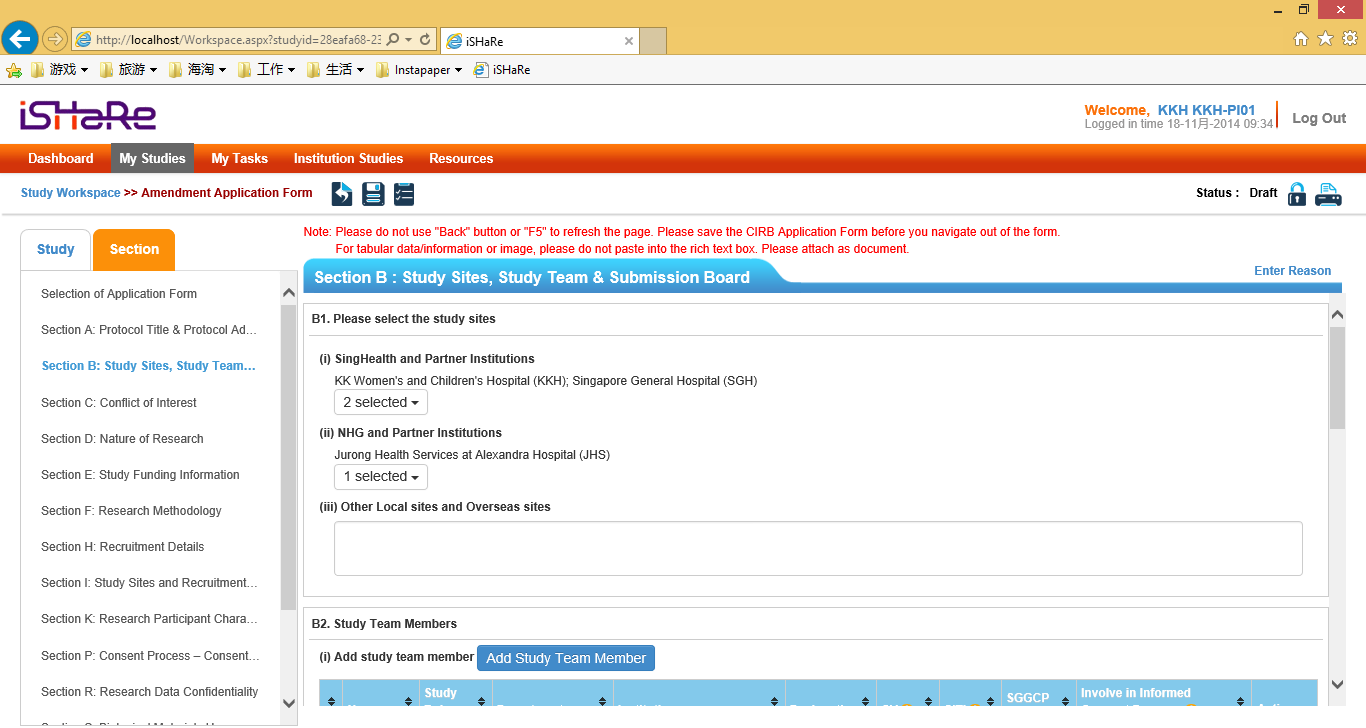 http://localhost/Workspace.aspx?studyid=28eafa68-23
iSHaRe
游戏 旅游 海淘 工作 生活 Instapaper iSHaRe
iSHaRe
Welcome, KKH KKH-PI01
Logged in time 18-11月-2014 09:34
Log Out
Dashboard My Studies My Tasks Institution Studies Resources
Study Workspace >> Amendment Application Form
Status : Draft
Study Section
Selection of Application Form
Section A: Protocol Title & Protocol Ad...
Section B: Study Sites, Study Team...
Section C: Conflict of Interest
Section D: Nature of Research
Section E: Study Funding Information
Section F: Research Methodology
Section H: Recruitment Details
Section I: Study Sites and Recruitment...
Section K: Research Participant Chara...
Section P: Consent Process – Consent...
Section R: Research Data Confidentiality
Note: Please do not use "Back" button or "F5" to refresh the page. Please save the CIRB Application Form before you navigate out of the form.
For tabular data/information or image, please do not paste into the rich text box. Please attach as document.
Section B : Study Sites, Study Team & Submission Board
Enter Reason
B1. Please select the study sites
(i) SingHealth and Partner Institutions
KK Women's and Children's Hospital (KKH); Singapore General Hospital (SGH)
2 selected
(ii) NHG and Partner Institutions
Jurong Health Services at Alexandra Hospital (JHS)
1 selected
(iii) Other Local sites and Overseas sites
B2. Study Team Members
(i) Add study team member Add Study Team Member
Study
SGGCP
Involve in Informed